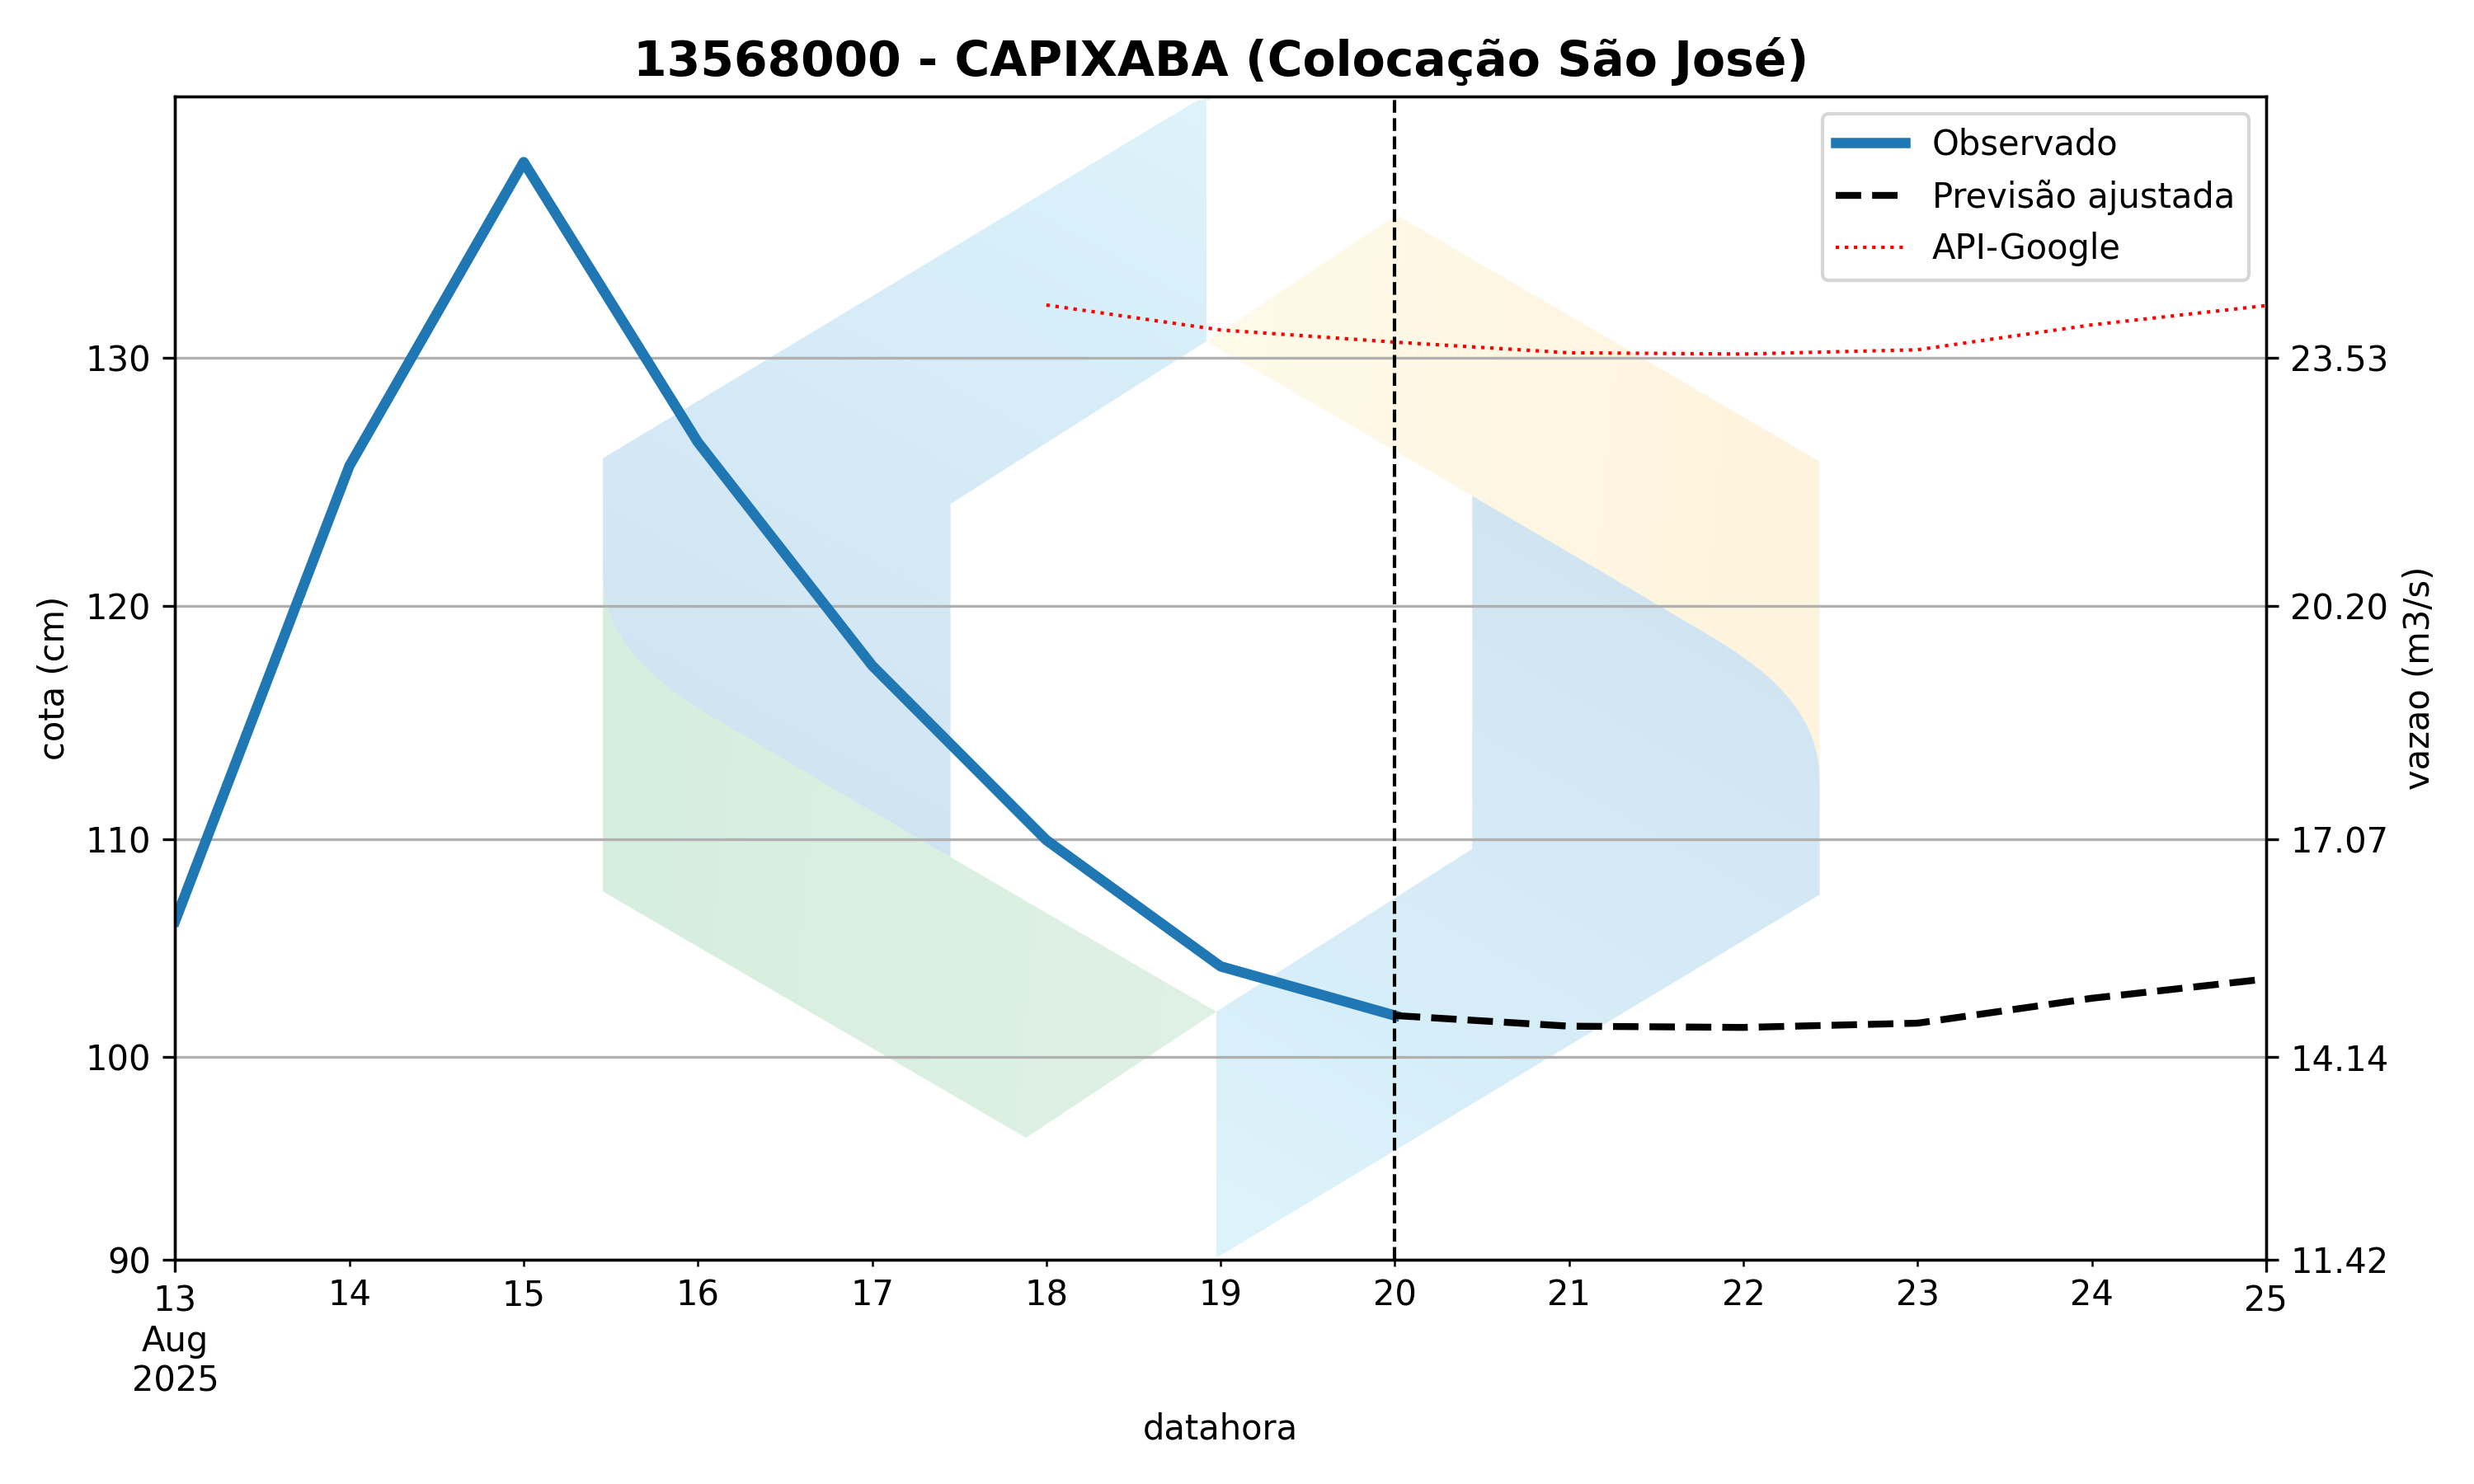 13568000 - CAPIXABA (Colocação São José)
Observado
Previsão ajustada
API-Google
cota (cm)
130
120
110
100
90
23.53
20.20
17.07
14.14
11.42
vazao (m3/s)
13 14 15 16 17 18 19 20 21 22 23 24 25
Aug
2025
datahora